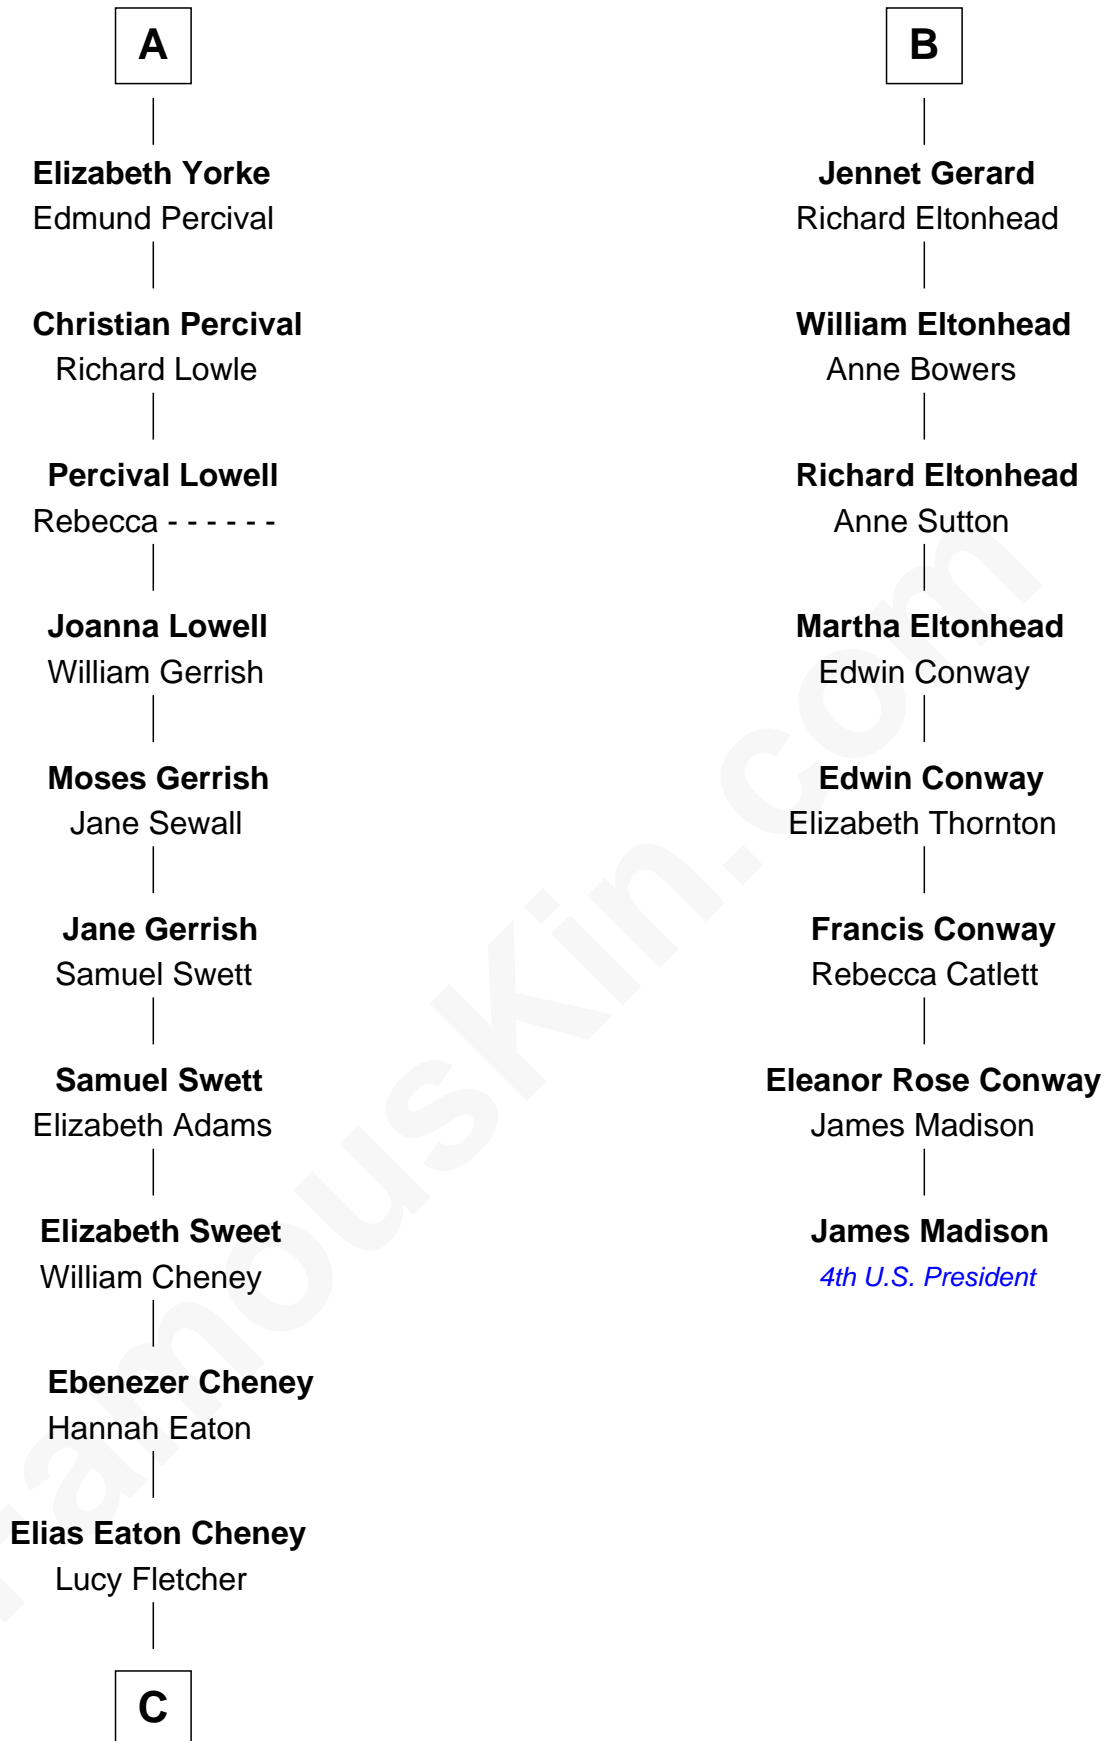 A
Elizabeth Yorke
Edmund Percival
Christian Percival
Richard Lowle
Percival Lowell
Rebecca - - - - - -
Joanna Lowell
William Gerrish
Moses Gerrish
Jane Sewall
Jane Gerrish
Samuel Swett
Samuel Swett
Elizabeth Adams
Elizabeth Sweet
William Cheney
Ebenezer Cheney
Hannah Eaton
Elias Eaton Cheney
Lucy Fletcher
C
B
Jennet Gerard
Richard Eltonhead
William Eltonhead
Anne Bowers
Richard Eltonhead
Anne Sutton
Martha Eltonhead
Edwin Conway
Edwin Conway
Elizabeth Thornton
Francis Conway
Rebecca Catlett
Eleanor Rose Conway
James Madison
James Madison
4th U.S. President
FamousKin.com